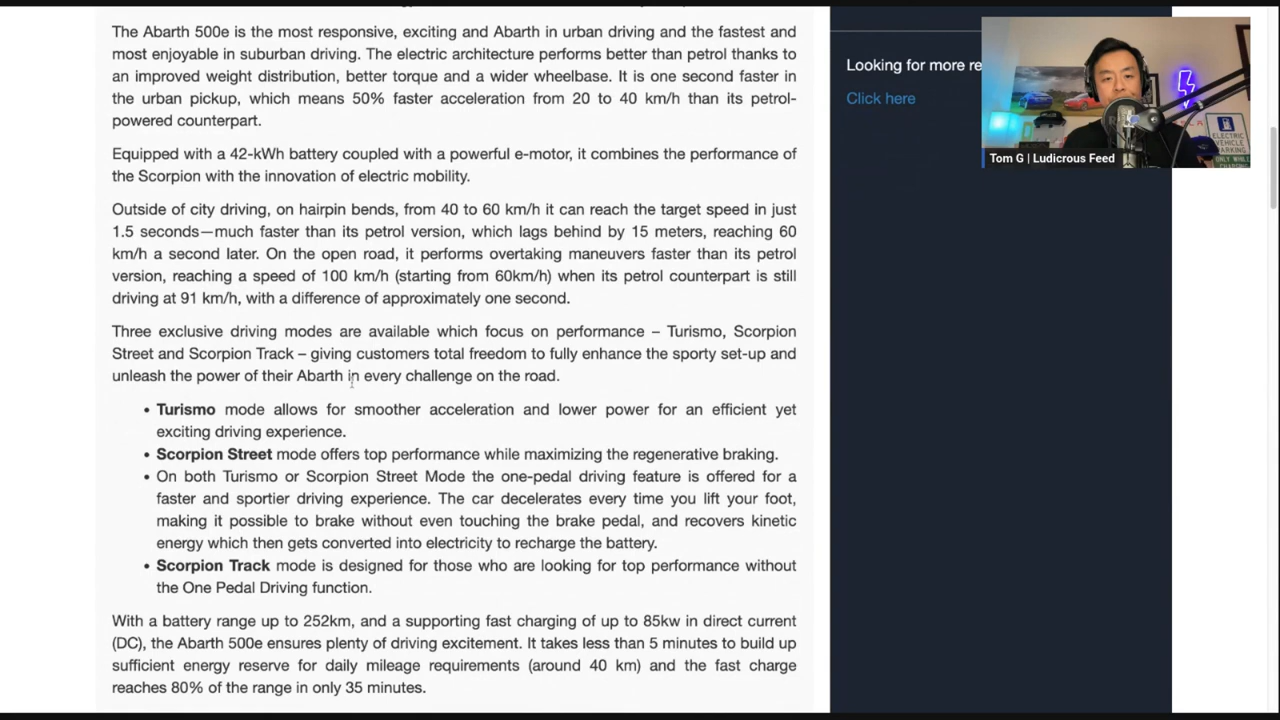 The Abarth 500e is the most responsive, exciting and Abarth in urban driving and the fastest and
most enjoyable in suburban driving. The electric architecture performs better than petrol thanks to
an improved weight distribution, better torque and a wider wheelbase. It is one second faster in
the urban pickup, which means 50% faster acceleration from 20 to 40 km/h than its petrol-
powered counterpart.
Equipped with a 42-kWh battery coupled with a powerful e-motor, it combines the performance of
the Scorpion with the innovation of electric mobility.
Outside of city driving, on hairpin bends, from 40 to 60 km/h it can reach the target speed in just
1.5 seconds—much faster than its petrol version, which lags behind by 15 meters, reaching 60
km/h a second later. On the open road, it performs overtaking maneuvers faster than its petrol
version, reaching a speed of 100 km/h (starting from 60km/h) when its petrol counterpart is still
driving at 91 km/h, with a difference of approximately one second.
Three exclusive driving modes are available which focus on performance – Turismo, Scorpion
Street and Scorpion Track – giving customers total freedom to fully enhance the sporty set-up and
unleash the power of their Abarth in every challenge on the road.
• Turismo mode allows for smoother acceleration and lower power for an efficient yet
exciting driving experience.
• Scorpion Street mode offers top performance while maximizing the regenerative braking.
• On both Turismo or Scorpion Street Mode the one-pedal driving feature is offered for a
faster and sportier driving experience. The car decelerates every time you lift your foot,
making it possible to brake without even touching the brake pedal, and recovers kinetic
energy which then gets converted into electricity to recharge the battery.
• Scorpion Track mode is designed for those who are looking for top performance without
the One Pedal Driving function.
With a battery range up to 252km, and a supporting fast charging of up to 85kw in direct current
(DC), the Abarth 500e ensures plenty of driving excitement. It takes less than 5 minutes to build up
sufficient energy reserve for daily mileage requirements (around 40 km) and the fast charge
reaches 80% of the range in only 35 minutes.
Looking for more re
Click here
Tom G | Ludicrous Feed
ELECTRIC
VEHICLE
PARKING
ONLY WHILE